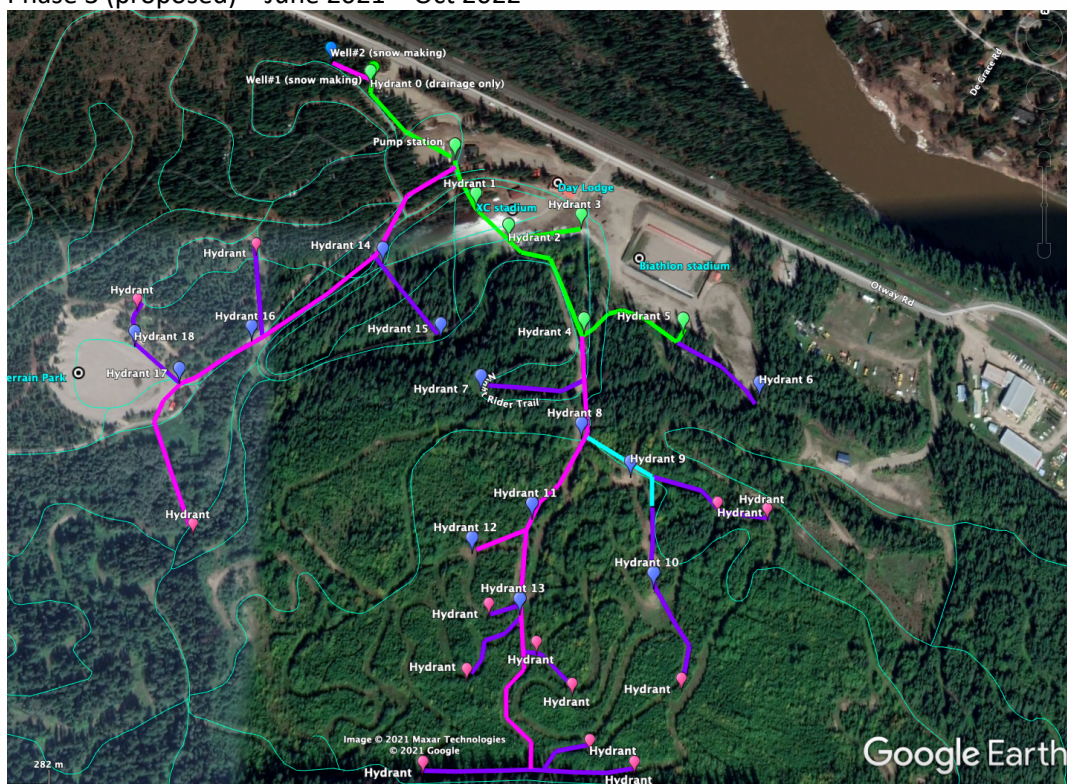 Phase 3 (proposed) – June 2021 – Oct 2022
Well#2 (snow making)
Well#1 (snow making)
Hydrant 0 (drainage only)
De Grace Rd
Pump station
Hydrant 1
Day Lodge
XC stadium
Hydrant 3
Hydrant 2
Hydrant 14
Hydrant
Biathlon stadium
Otway Rd
Hydrant
Hydrant 16
Hydrant 15
Hydrant 4
Hydrant 5
Hydrant 18
Hydrant 17
errain Park
Hydrant 7
Rider Trail
Hydrant 6
Hydrant 8
Hydrant 9
Hydrant 11
Hydrant
Hydrant
Hydrant
Hydrant 12
Hydrant 10
Hydrant 13
Hydrant
Hydrant
Hydrant
Hydrant
Hydrant
Image © 2021 Maxar Technologies
© 2021 Google
Hydrant
Google Earth
282 m
Hydrant
Hydrant